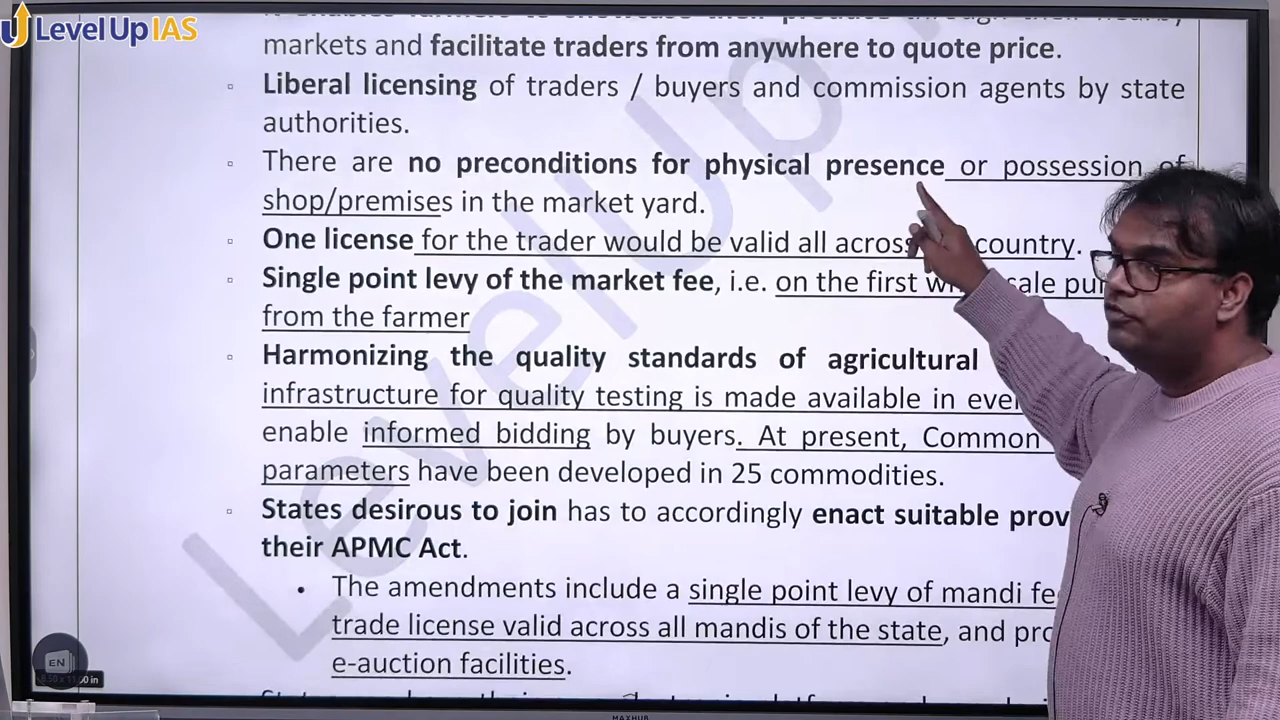 LevelUp IAS
markets and facilitate traders from anywhere to quote price.
▫ Liberal licensing of traders / buyers and commission agents by state
authorities.
▫ There are no preconditions for physical presence or possession of
shop/premises in the market yard.
▫ One license for the trader would be valid all across country.
▫ Single point levy of the market fee, i.e. on the first
from the farmer
▫ Harmonizing the quality standards of agricultural
infrastructure for quality testing is made available in
enable informed bidding by buyers. At present, Common
parameters have been developed in 25 commodities.
▫ States desirous to join has to accordingly enact suitable
their APMC Act.
• The amendments include a single point levy of mandi
trade license valid across all mandis of the state, and
e-auction facilities.
EN
MAXHUB
LevelUp